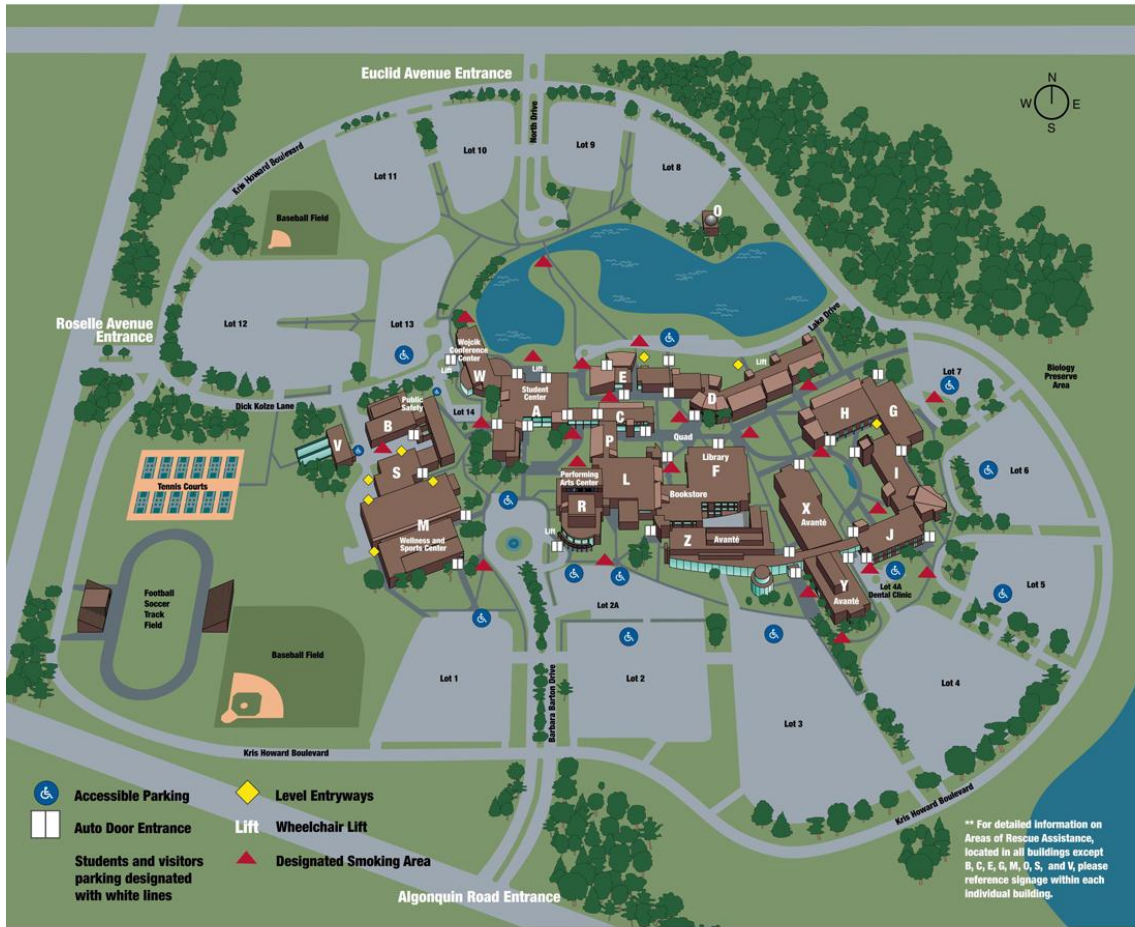 Euclid Avenue Entrance
N
W E
S
North Drive
Lot 10
Lot 9
Lot 8
Lot 11
Kris Howard Boulevard
Baseball Field
O
Roselle Avenue
Entrance
Lot 12
Lot 13
Lake Drive
Wojcik
Conference
Center
Lift
W
Lift
Student
Center
A
E
Lift
D
C
Lot 7
Biology
Preserve
Area
Dick Kolze Lane
Public
Safety
B
Lot 14
V
S
P
Quad
H
G
Library
F
Performing
Arts Center
L
Bookstore
I
Lot 6
Tennis Courts
M
Wellness and
Sports Center
R
Lift
X
Avanté
Z
Avanté
J
Y
Avanté
Lot 4A
Dental Clinic
Lot 5
Football
Soccer
Track
Field
Lot 2A
Baseball Field
Lot 1
Lot 2
Lot 3
Lot 4
Barbara Barton Drive
Kris Howard Boulevard
Kris Howard Boulevard
Accessible Parking
Level Entryways
Auto Door Entrance
Lift Wheelchair Lift
Students and visitors
parking designated
with white lines
Designated Smoking Area
Algonquin Road Entrance
** For detailed information on
Areas of Rescue Assistance,
located in all buildings except
B, C, E, G, M, O, S, and V, please
reference signage within each
individual building.